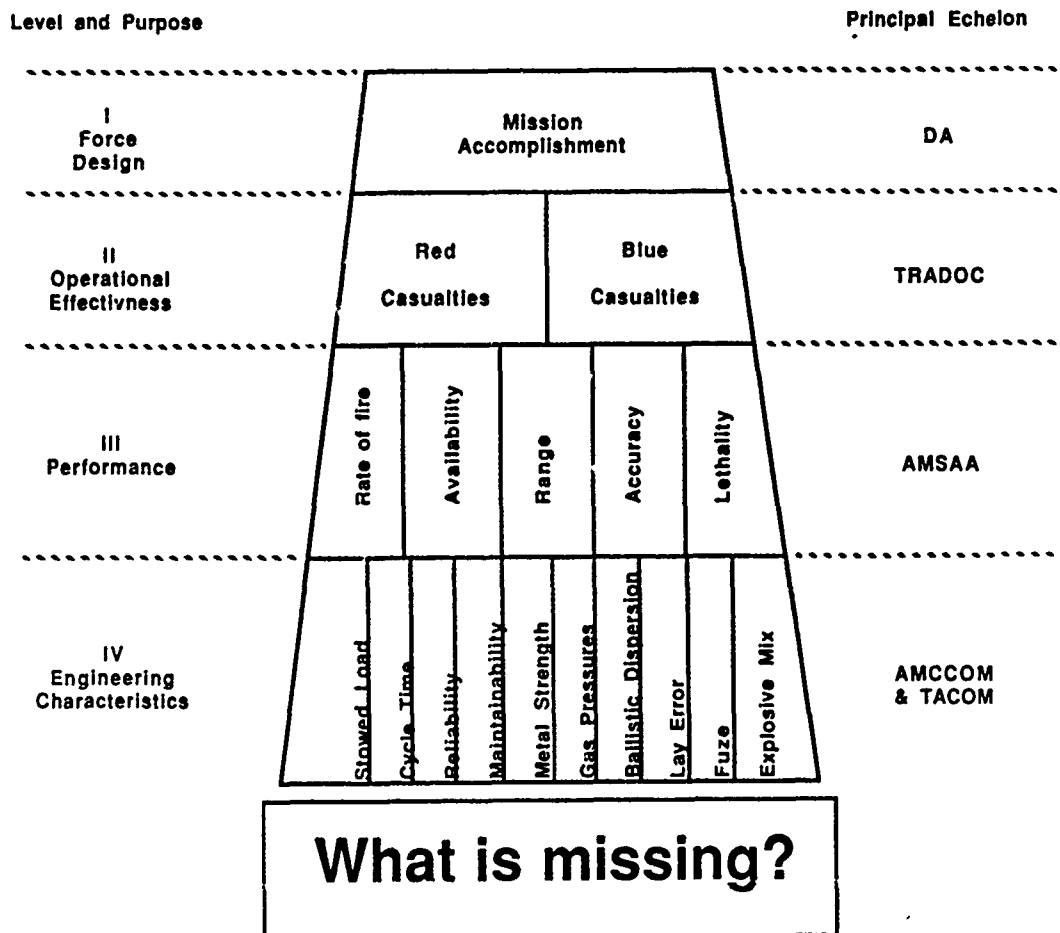 Level and Purpose
Principal Echelon
I
Force
Design
Mission
Accomplishment
DA
II
Operational
Effectivness
Red
Casualties
Blue
Casualties
TRADOC
III
Performance
Rate of fire
Availability
Range
Accuracy
Lethality
AMSAA
IV
Engineering
Characteristics
Stowed Load
Cycle Time
Reliability
Maintainability
Metal Strength
Gas Pressures
Ballistic Dispersion
Lay Error
Fuze
Explosive Mix
AMCCOM
& TACOM
What is missing?